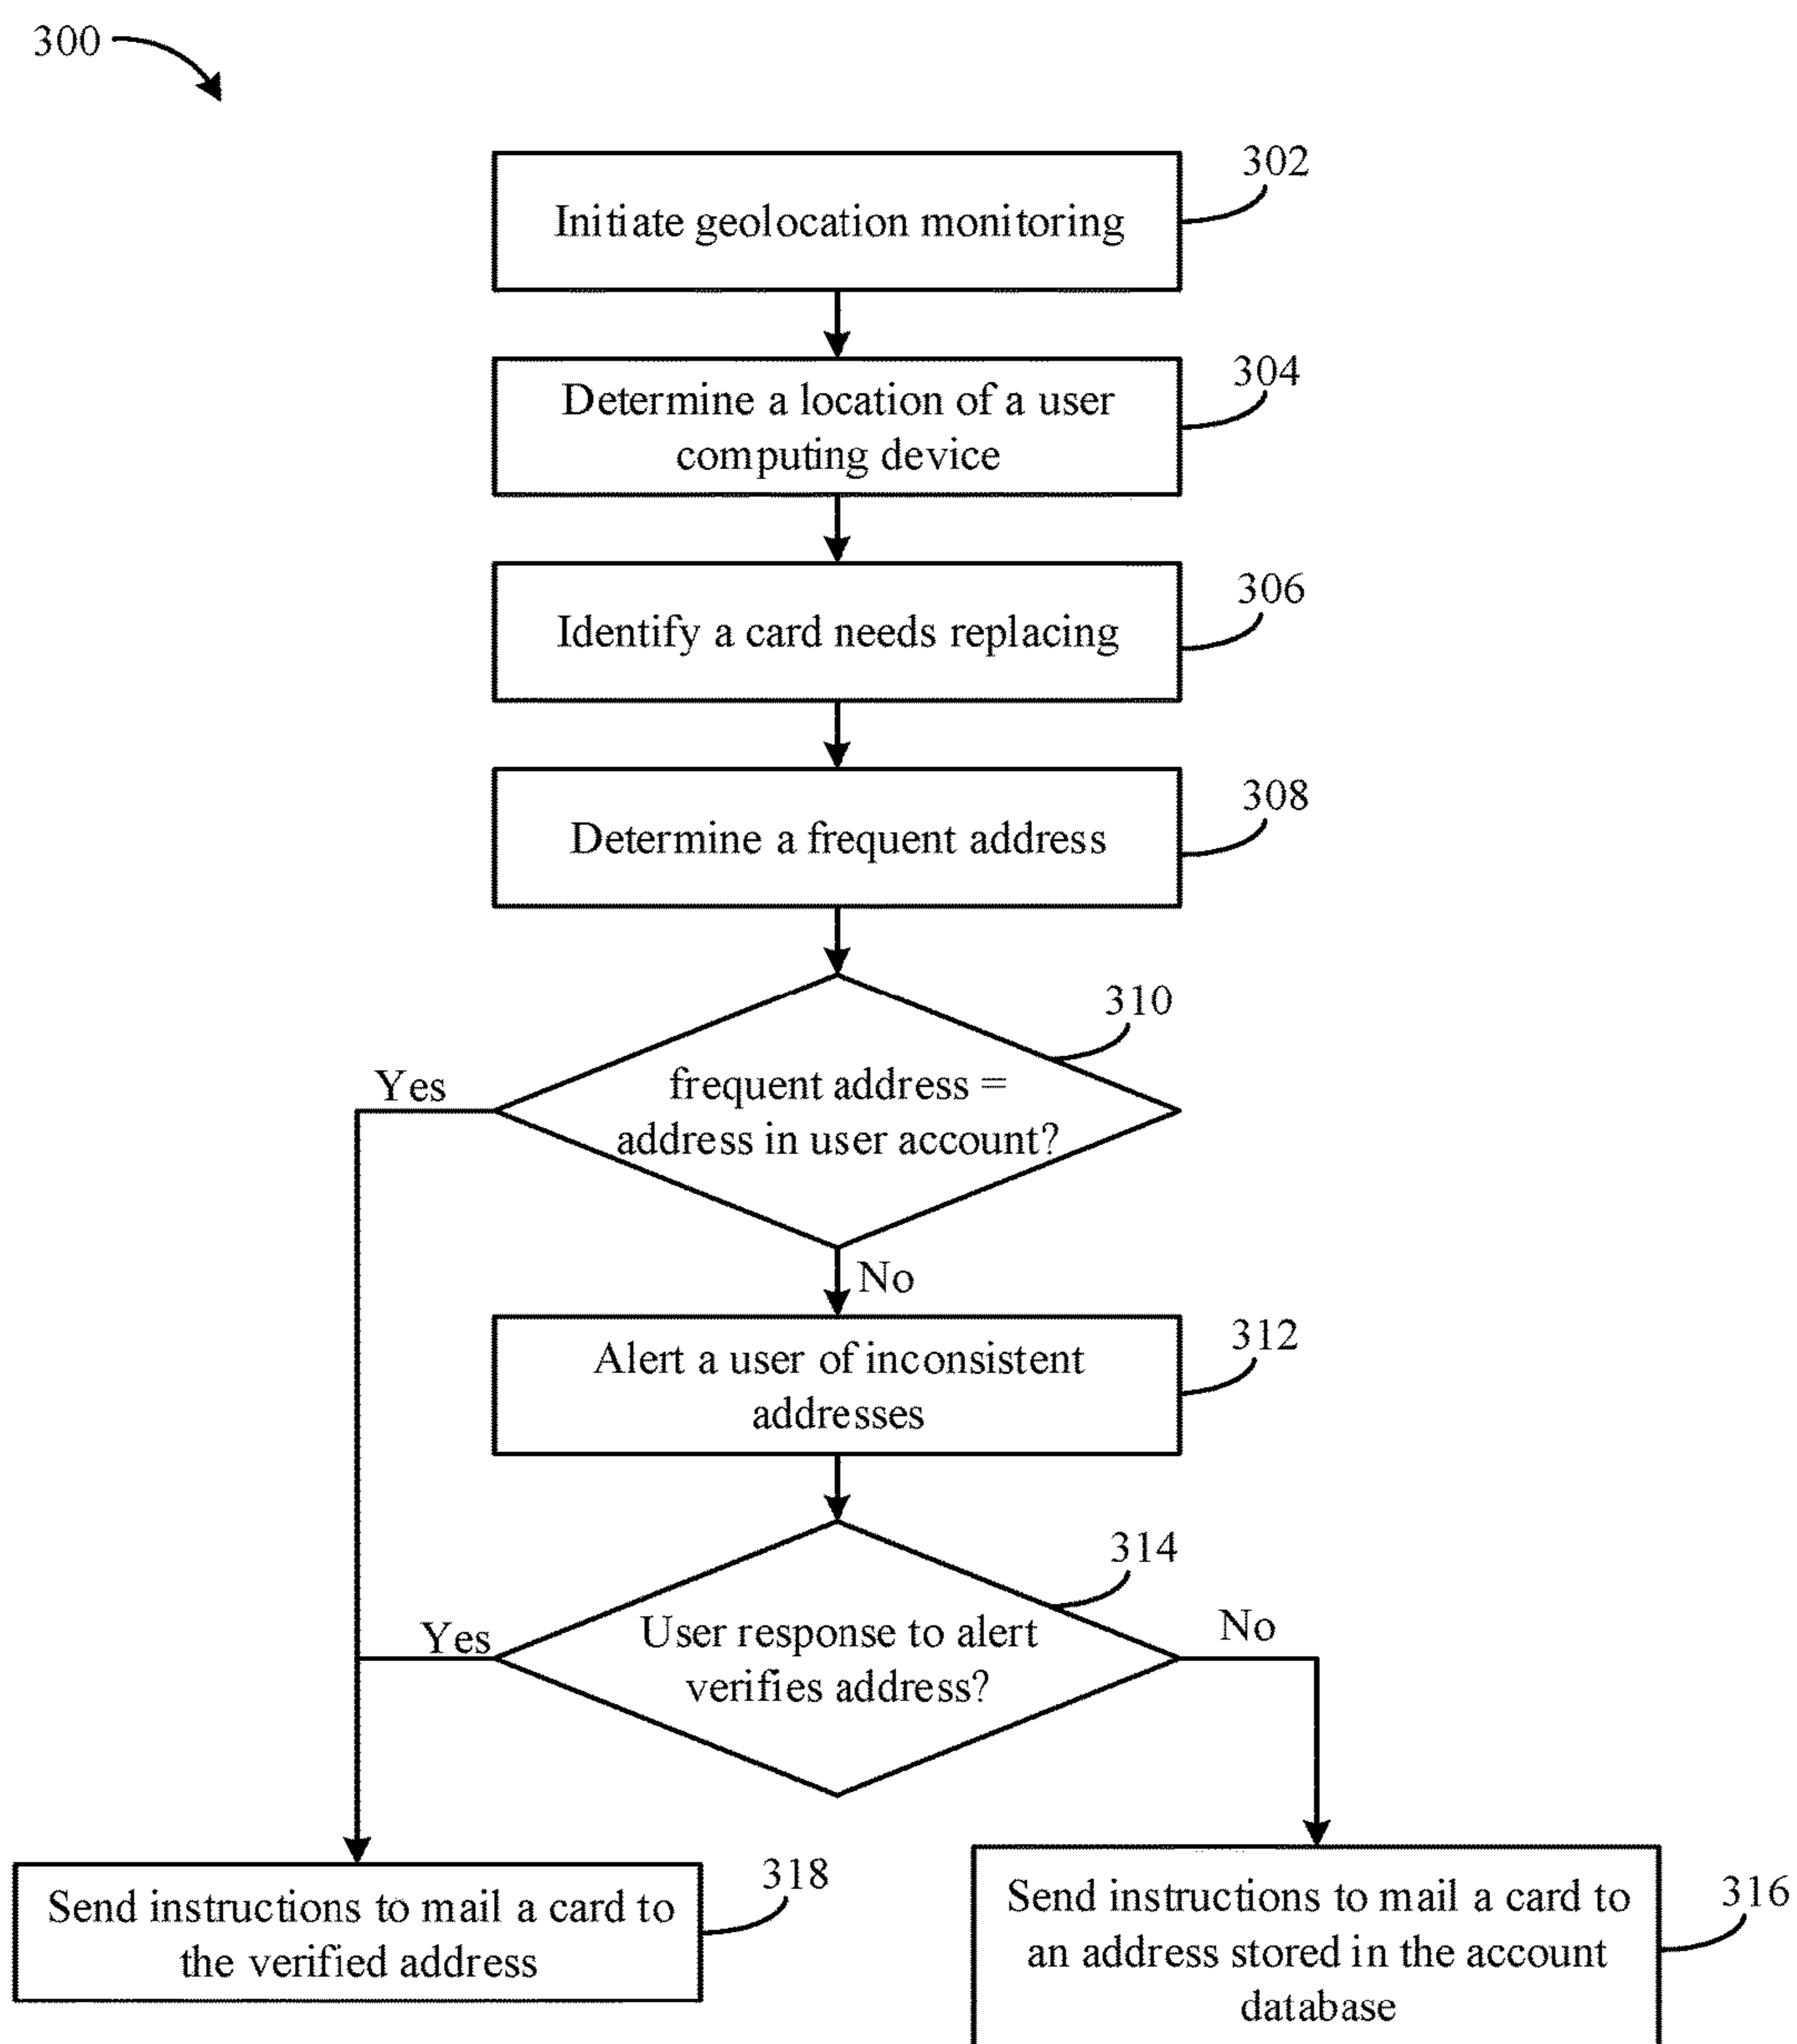 300
302
Initiate geolocation monitoring
304
Determine a location of a user
computing device
306
Identify a card needs replacing
308
Determine a frequent address
310
Yes
frequent address =
address in user account?
No
312
Alert a user of inconsistent
addresses
314
Yes
User response to alert
verifies address?
No
318
Send instructions to mail a card to
the verified address
316
Send instructions to mail a card to
an address stored in the account
database